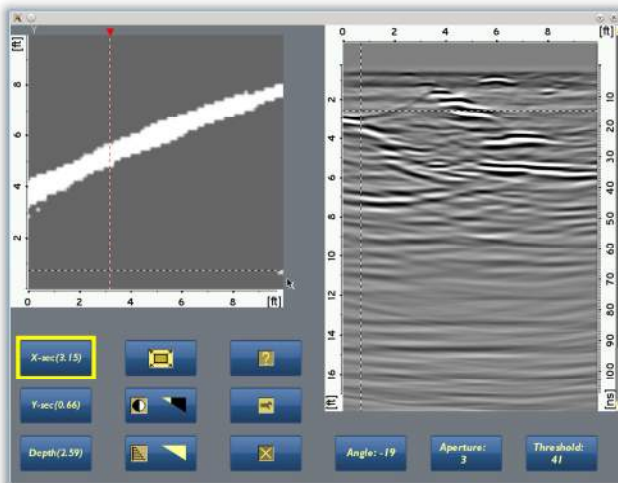 [ft]
8
6
4
2
0 2 4 6 8 [ft]
0 2 4 6 8 [ft]
2
4
6
8
10
12
14
16
[ft]
10
20
30
40
50
60
70
80
90
100
[ns]
X-sec(3.15)
Y-sec(0.66)
Depth(2.59)
?
Angle: -19
Aperture:
3
Threshold:
41